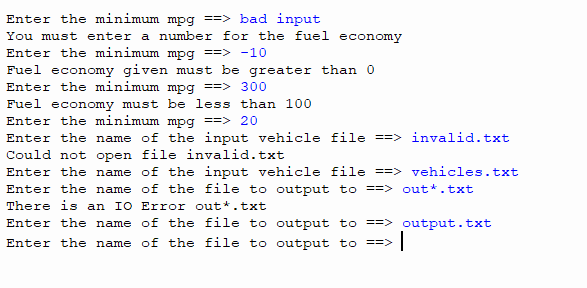 Enter the minimum mpg ==> bad input
You must enter a number for the fuel economy
Enter the minimum mpg ==> -10
Fuel economy given must be greater than 0
Enter the minimum mpg ==> 300
Fuel economy must be less than 100
Enter the minimum mpg ==> 20
Enter the name of the input vehicle file ==> invalid.txt
Could not open file invalid.txt
Enter the name of the input vehicle file ==> vehicles.txt
Enter the name of the file to output to ==> out*.txt
There is an IO Error out*.txt
Enter the name of the file to output to ==> output.txt
Enter the name of the file to output to ==>